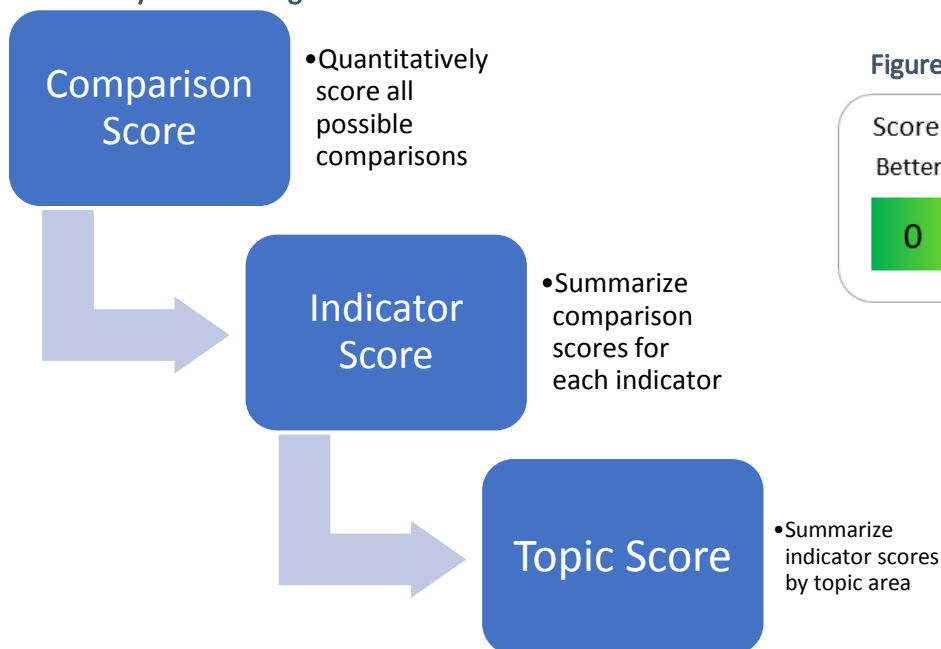 Comparison
Score
•Quantitatively
score all
possible
comparisons
Figure
Score
Better
0
Indicator
Score
•Summarize
comparison
scores for
each indicator
Topic Score
•Summarize
indicator scores
by topic area